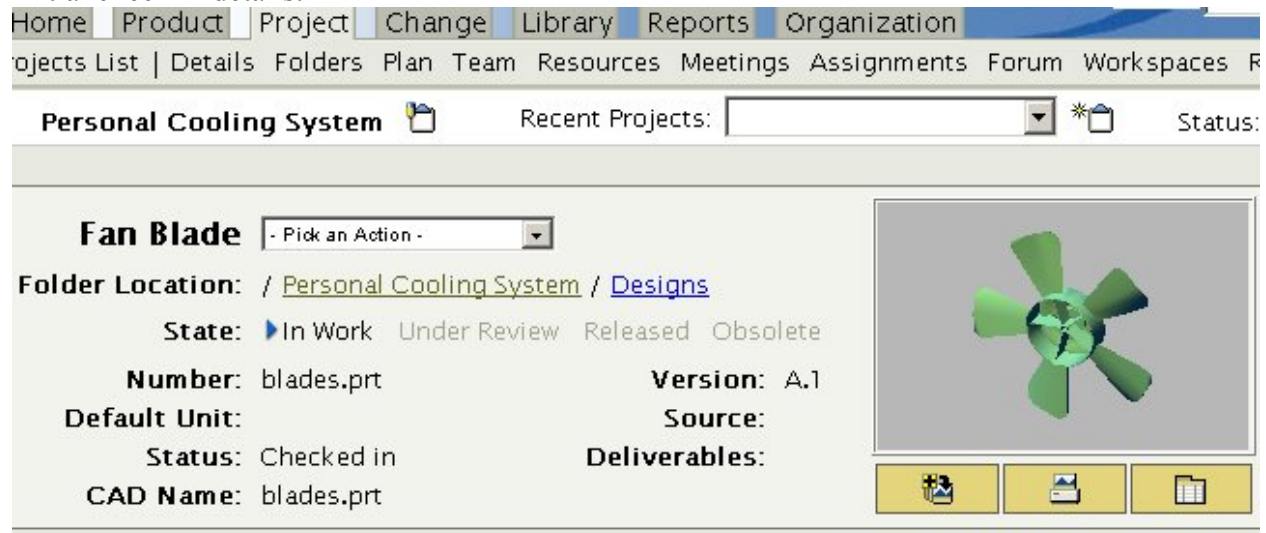 Home Product Project Change Library Reports Organization
rojects List | Details Folders Plan Team Resources Meetings Assignments Forum Workspaces
Personal Cooling System Recent Projects: Status:
Fan Blade - Pick an Action -
Folder Location: / Personal Cooling System / Designs
State: In Work Under Review Released Obsolete
Number: blades.prt Version: A.1
Default Unit: Source:
Status: Checked in Deliverables:
CAD Name: blades.prt